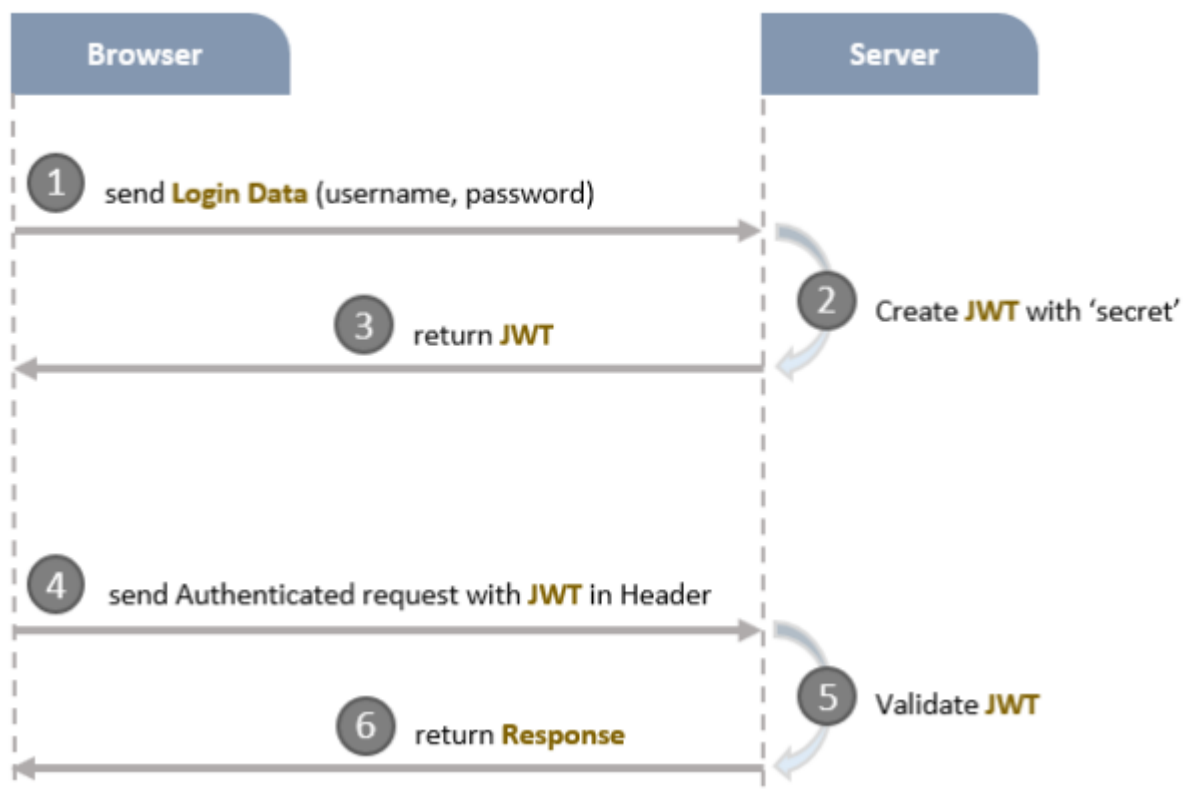 Browser
Server
1
send Login Data (username, password)
2
Create JWT with ‘secret’
3
return JWT
4
send Authenticated request with JWT in Header
5
Validate JWT
6
return Response